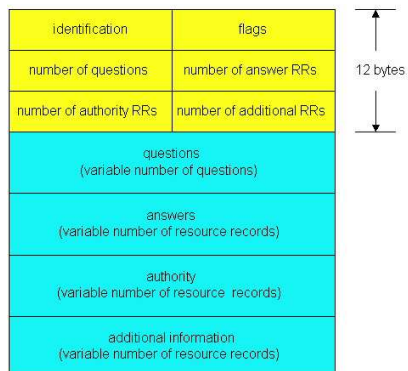 identification flags
number of questions number of answer RRs 12 bytes
number of authority RRs number of additional RRs
questions
(variable number of questions)
answers
(variable number of resource records)
authority
(variable number of resource records)
additional information
(variable number of resource records)